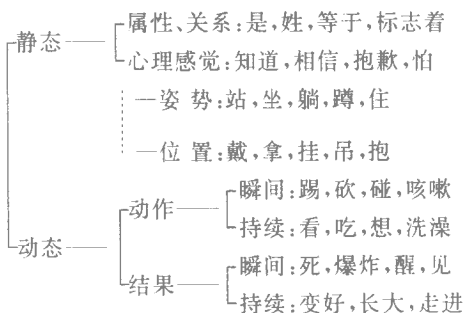 属性、关系:是,姓,等于,标志着
静态
心理感觉:知道,相信,抱歉,怕
姿势:站,坐,躺,蹲,住
位置:戴,拿,挂,吊,抱
瞬间:踢,砍,碰,咳嗽
动作
持续:看,吃,想,洗澡
动态
瞬间:死,爆炸,醒,见
结果
持续:变好,长大,走进